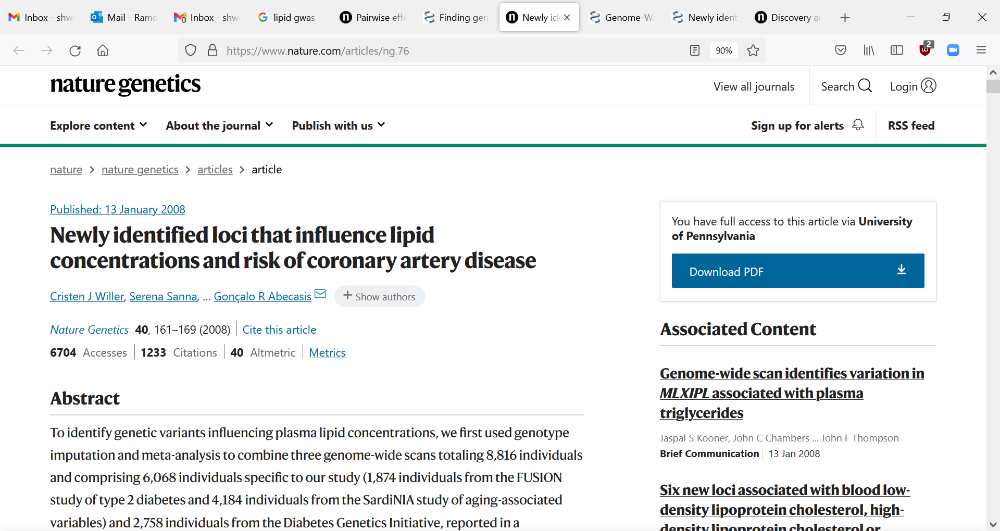 Inbox - shw
Mail - Ramd
Inbox - shw
lipid gwas -
Pairwise effe
Finding gen
Newly ide
Genome-Wi
Newly ident
Discovery a
https://www.nature.com/articles/ng.76
90%
2
nature genetics
View all journals
Search
Login
Explore content
About the journal
Publish with us
Sign up for alerts
RSS feed
nature > nature genetics > articles > article
Published: 13 January 2008
Newly identified loci that influence lipid
concentrations and risk of coronary artery disease
Cristen J Willer, Serena Sanna, ... Gonçalo R Abecasis + Show authors
Nature Genetics 40, 161–169 (2008) Cite this article
6704 Accesses 1233 Citations 40 Altmetric Metrics
Abstract
To identify genetic variants influencing plasma lipid concentrations, we first used genotype
imputation and meta-analysis to combine three genome-wide scans totaling 8,816 individuals
and comprising 6,068 individuals specific to our study (1,874 individuals from the FUSION
study of type 2 diabetes and 4,184 individuals from the SardiNIA study of aging-associated
variables) and 2,758 individuals from the Diabetes Genetics Initiative, reported in a
You have full access to this article via University
of Pennsylvania
Download PDF
Associated Content
Genome-wide scan identifies variation in
MLXIPL associated with plasma
triglycerides
Jaspal S Kooner, John C Chambers ... John F Thompson
Brief Communication 13 Jan 2008
Six new loci associated with blood low-
density lipoprotein cholesterol, high-
density lipoprotein cholesterol or